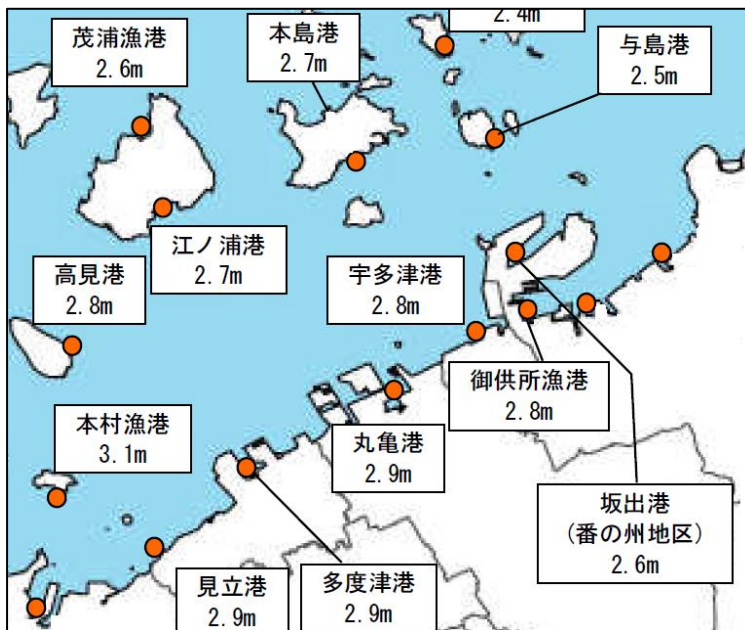 2.4m
茂浦漁港
2.6m
本島港
2.7m
与島港
2.5m
江ノ浦港
2.7m
高見港
2.8m
宇多津港
2.8m
御供所漁港
2.8m
本村漁港
3.1m
丸亀港
2.9m
坂出港
(番の州地区)
2.6m
見立港
2.9m
多度津港
2.9m